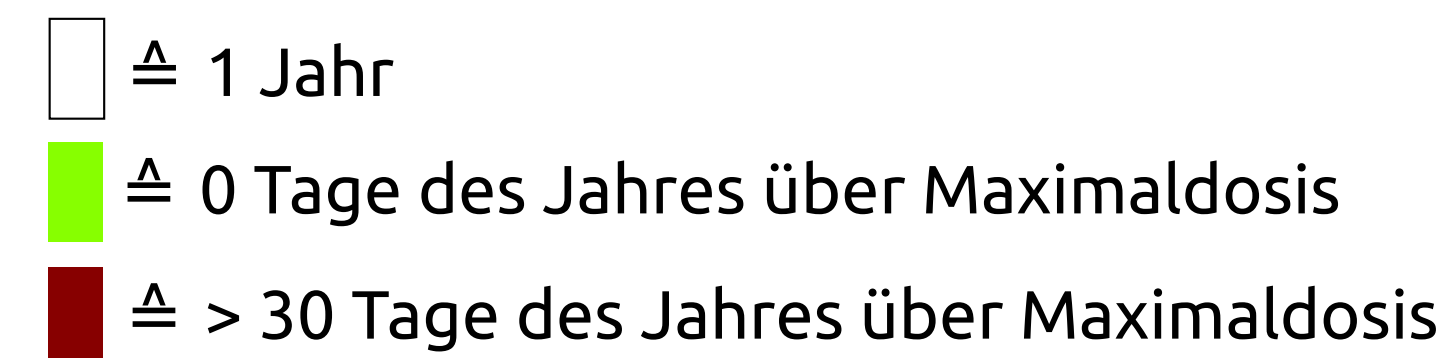 ≙ 1 Jahr
≙ 0 Tage des Jahres über Maximaldosis
≙ > 30 Tage des Jahres über Maximaldosis